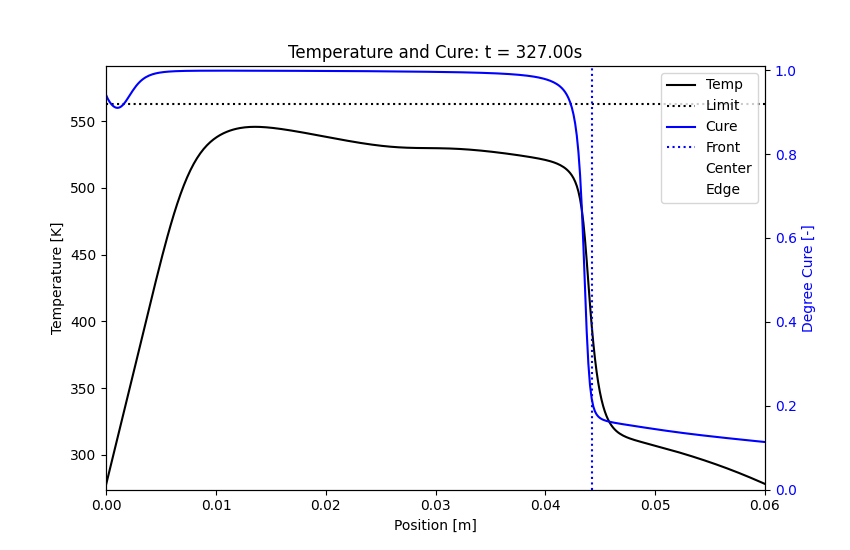 Temperature and Cure: t = 327.00s
Temp
Limit
Cure
Front
Center
Edge
Temperature [K]
550
500
450
400
350
300
1.0
0.8
0.6
0.4
0.2
0.0
Degree Cure [-]
0.00 0.01 0.02 0.03 0.04 0.05 0.06
Position [m]